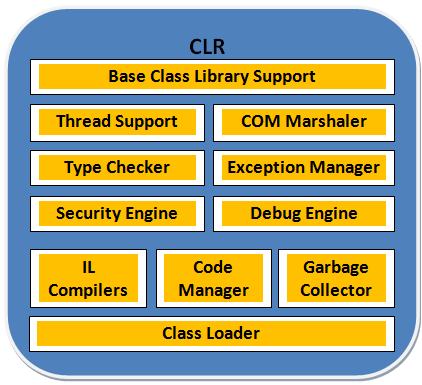 CLR
Base Class Library Support
Thread Support
COM Marshaler
Type Checker
Exception Manager
Security Engine
Debug Engine
IL
Compilers
Code
Manager
Garbage
Collector
Class Loader